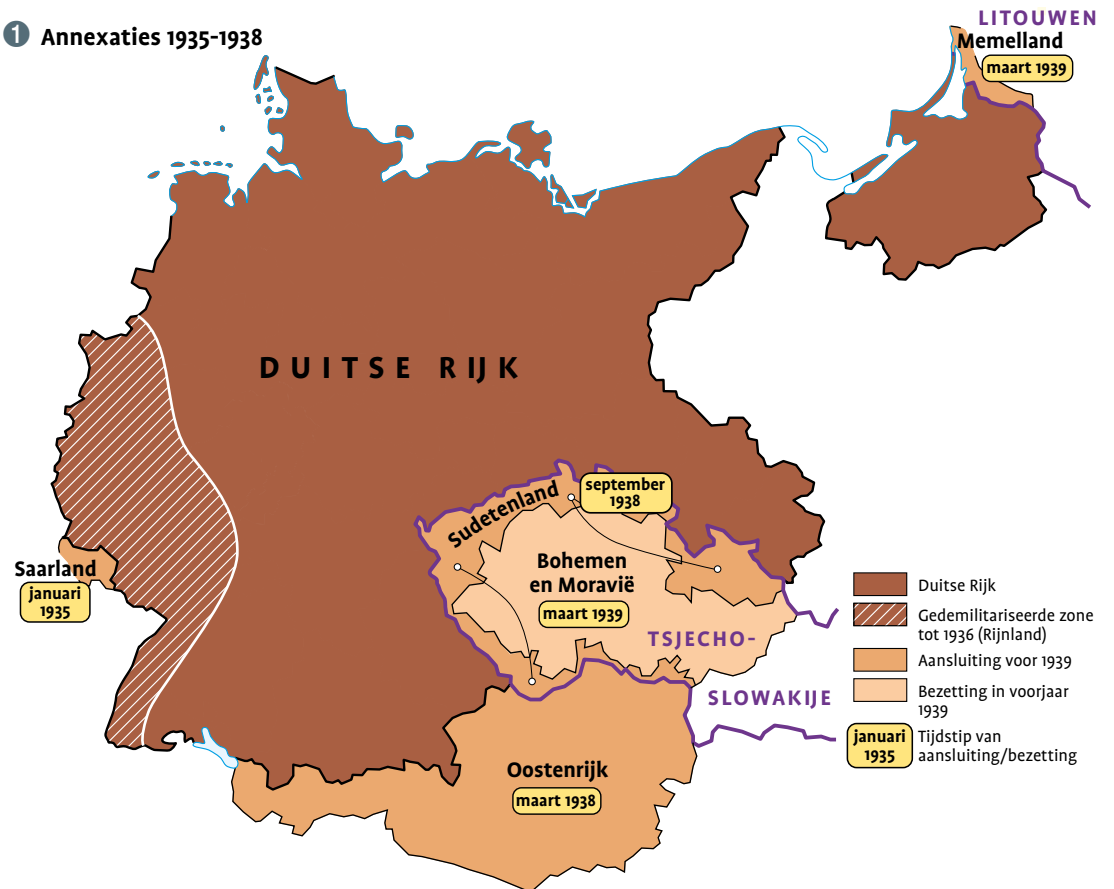 1 Annexaties 1935-1938
LITOUWEN
Memelland
maart 1939
DUITSE RIJK
Sudetenland
september
1938
Bohemen
en Moravië
maart 1939
TSJECHO-
SLOWAKIJE
Saarland
januari
1935
Oostenrijk
maart 1938
Duitse Rijk
Gedemilitariseerde zone
tot 1936 (Rijnland)
Aansluiting voor 1939
Bezetting in voorjaar
1939
januari
1935
Tijdstip van
aansluiting/bezetting